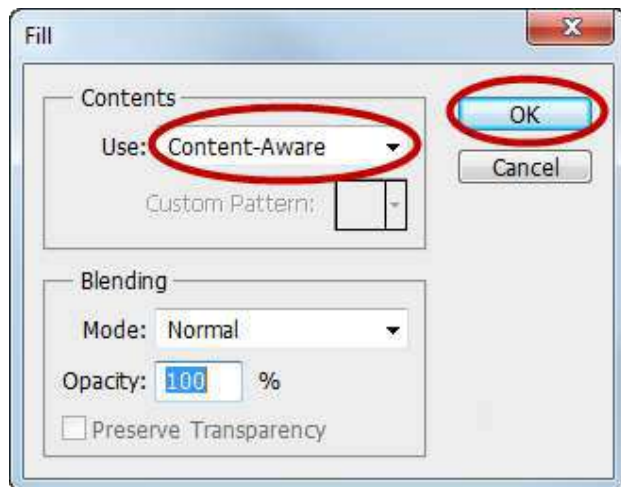 Fill
Contents
Use: Content-Aware
Custom Pattern:
OK
Cancel
Blending
Mode: Normal
Opacity: 100 %
Preserve Transparency